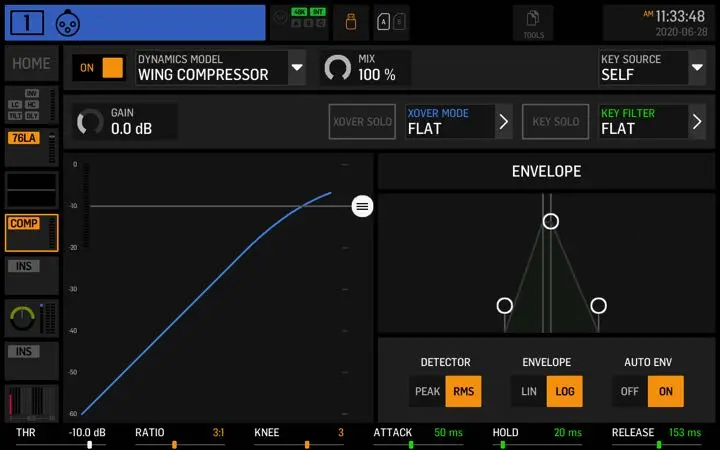 1
48K INT
A B C
A B
TOOLS
AM 11:33:48
2020-06-28
HOME
ON
DYNAMICS MODEL
WING COMPRESSOR
MIX
100 %
KEY SOURCE
SELF
INV
LC HC
TILT DLY
GAIN
0.0 dB
XOVER SOLO
XOVER MODE
FLAT
KEY SOLO
KEY FILTER
FLAT
76LA
COMP
INS
INS
0
-10
-20
-30
-40
-50
-60
ENVELOPE
DETECTOR
PEAK RMS
ENVELOPE
LIN LOG
AUTO ENV
OFF ON
THR -10.0 dB
RATIO 3:1
KNEE 3
ATTACK 50 ms
HOLD 20 ms
RELEASE 153 ms